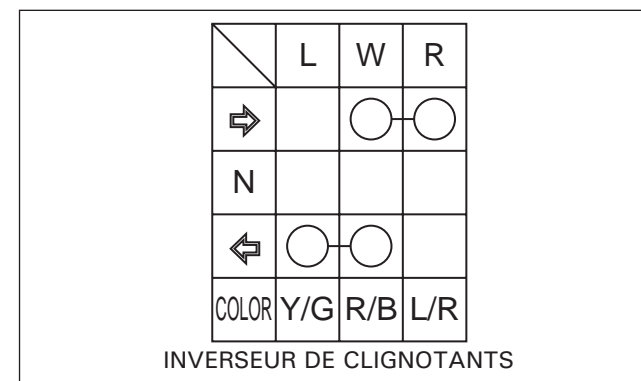 L W R
N
COLOR Y/G R/B L/R
INVERSEUR DE CLIGNOTANTS